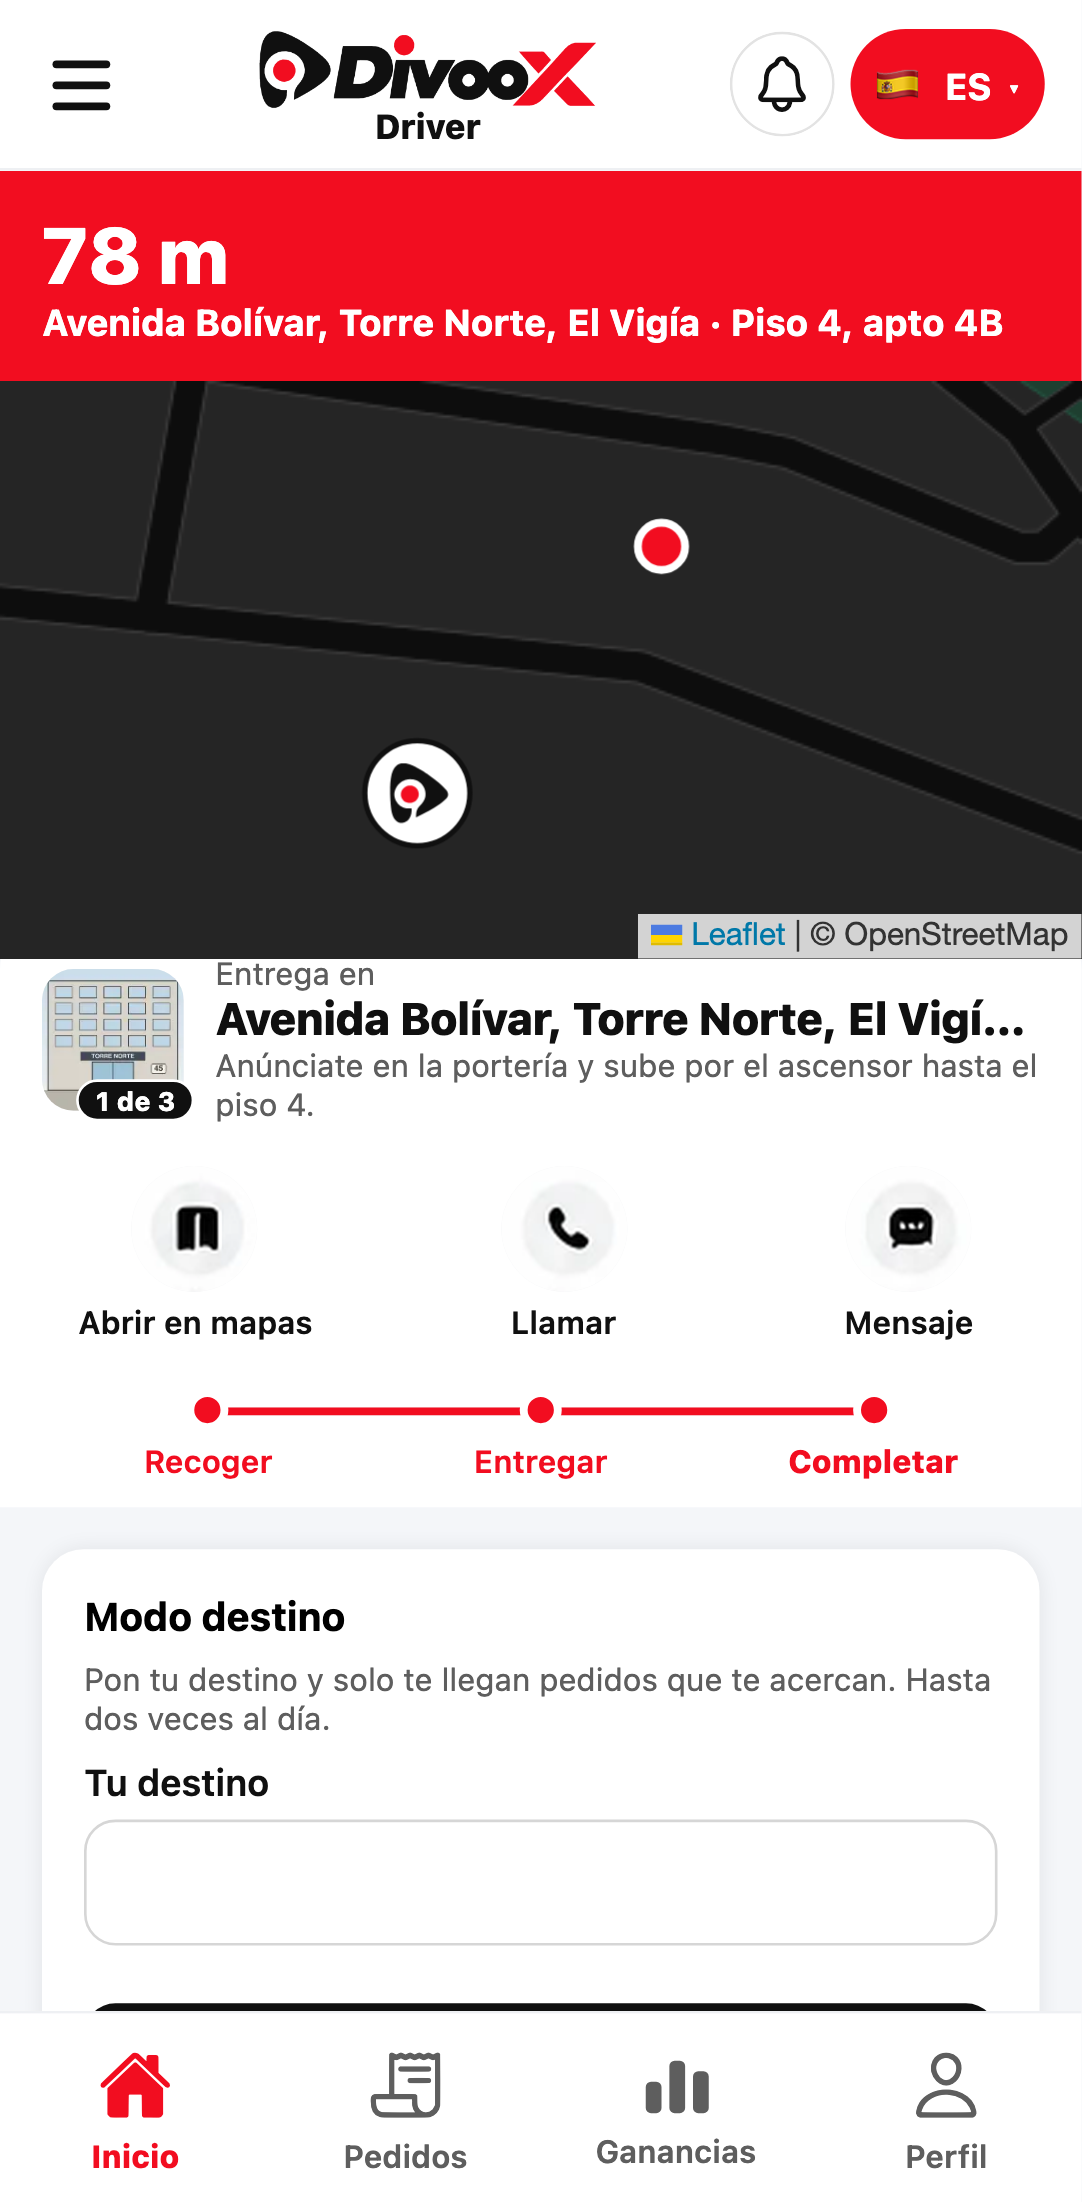 DivooX
Driver
ES
78 m
Avenida Bolívar, Torre Norte, El Vigía · Piso 4, apto 4B
Leaflet | © OpenStreetMap
TORRE NORTE
45
1 de 3
Entrega en
Avenida Bolívar, Torre Norte, El Vigí...
Anúnciate en la portería y sube por el ascensor hasta el
piso 4.
Abrir en mapas
Llamar
Mensaje
Recoger
Entregar
Completar
Modo destino
Pon tu destino y solo te llegan pedidos que te acercan. Hasta
dos veces al día.
Tu destino
Inicio
Pedidos
Ganancias
Perfil